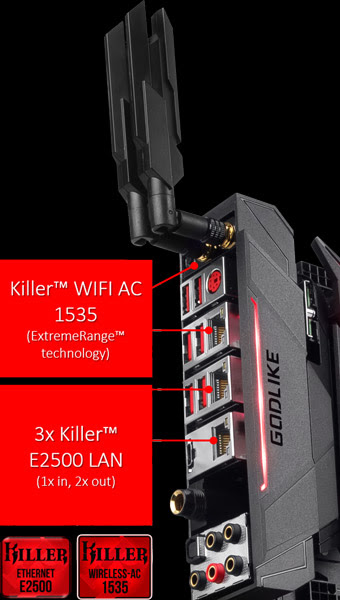 Killer™ WIFI AC
1535
(ExtremeRange™
technology)
3x Killer™
E2500 LAN
(1x in, 2x out)
GODLIKE
KILLER
ETHERNET
E2500
KILLER
WIRELESS-AC
1535